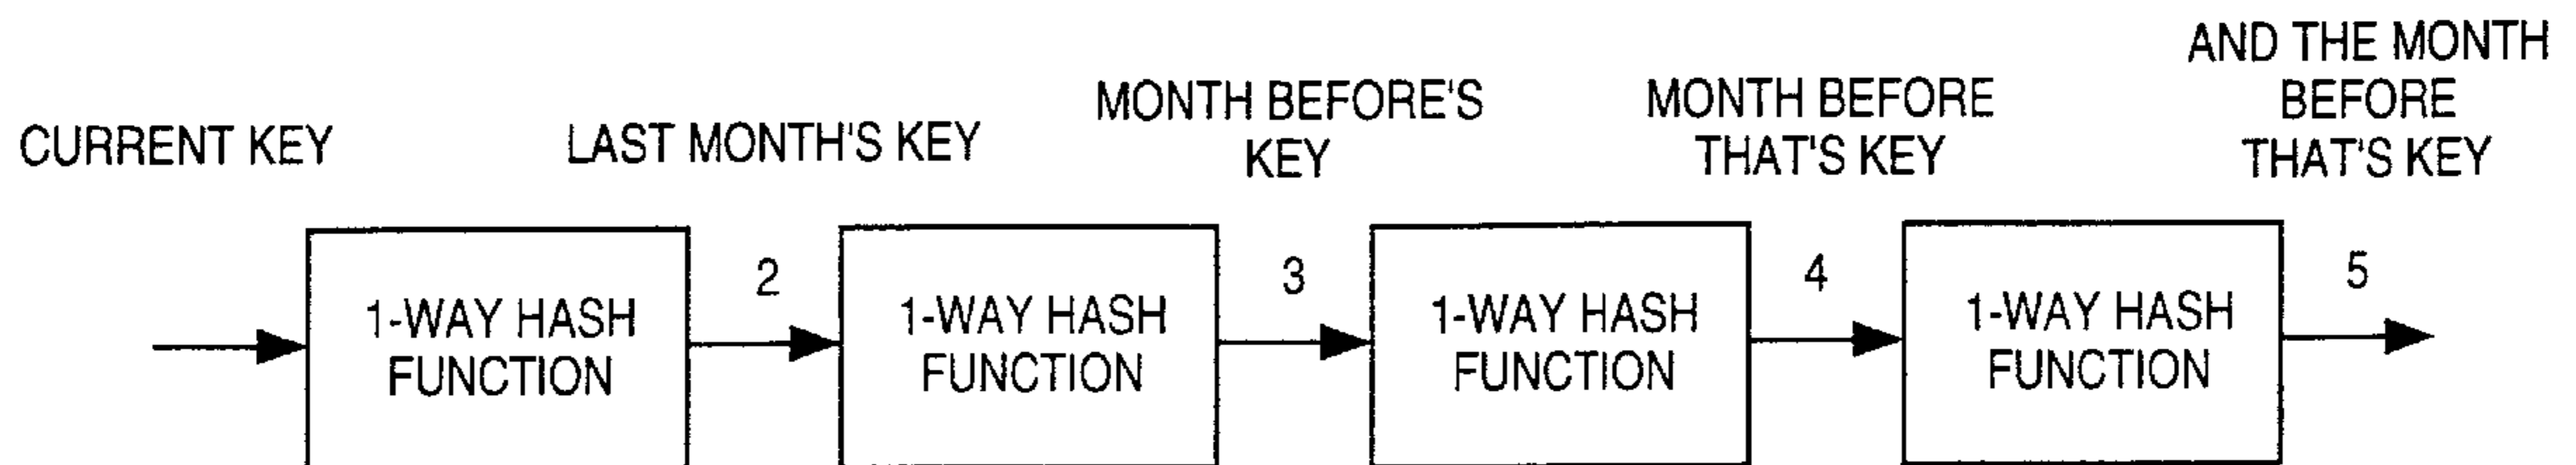 CURRENT KEY
LAST MONTH'S KEY
MONTH BEFORE'S
KEY
MONTH BEFORE
THAT'S KEY
AND THE MONTH
BEFORE
THAT'S KEY
1-WAY HASH
FUNCTION
2
1-WAY HASH
FUNCTION
3
1-WAY HASH
FUNCTION
4
1-WAY HASH
FUNCTION
5